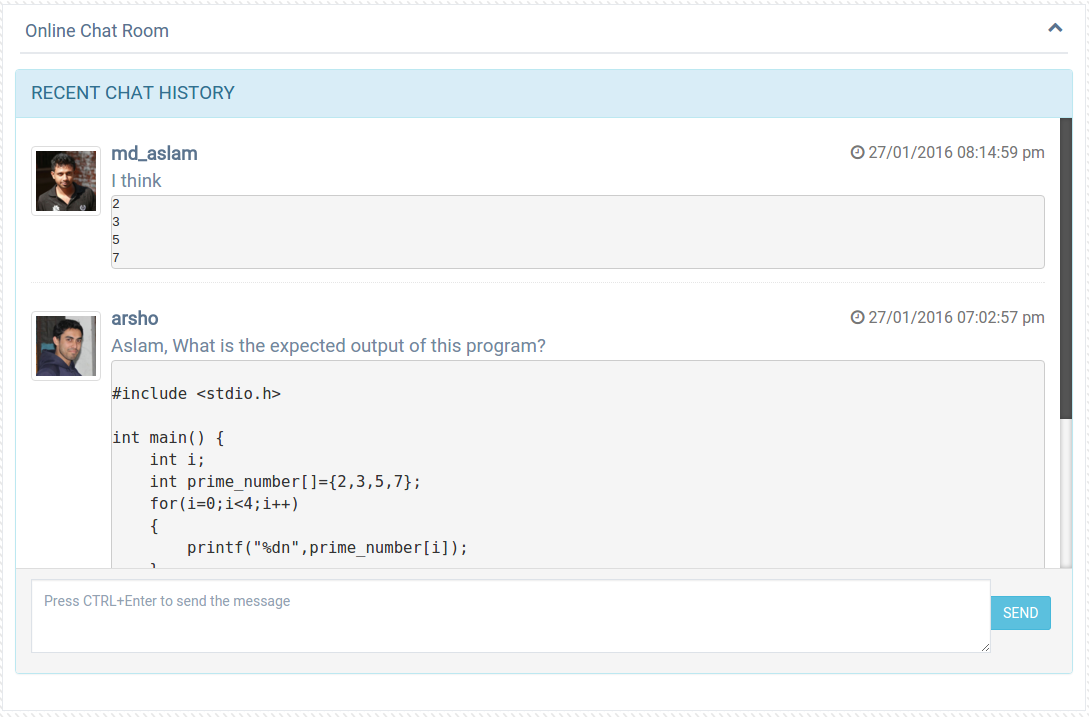 Online Chat Room
RECENT CHAT HISTORY
md_aslam
27/01/2016 08:14:59 pm
I think
2
3
5
7
arsho
27/01/2016 07:02:57 pm
Aslam, What is the expected output of this program?
#include <stdio.h>
int main() {
    int i;
    int prime_number[]={2,3,5,7};
    for(i=0;i<4;i++)
    {
        printf("%dn",prime_number[i]);
    }
Press CTRL+Enter to send the message
SEND